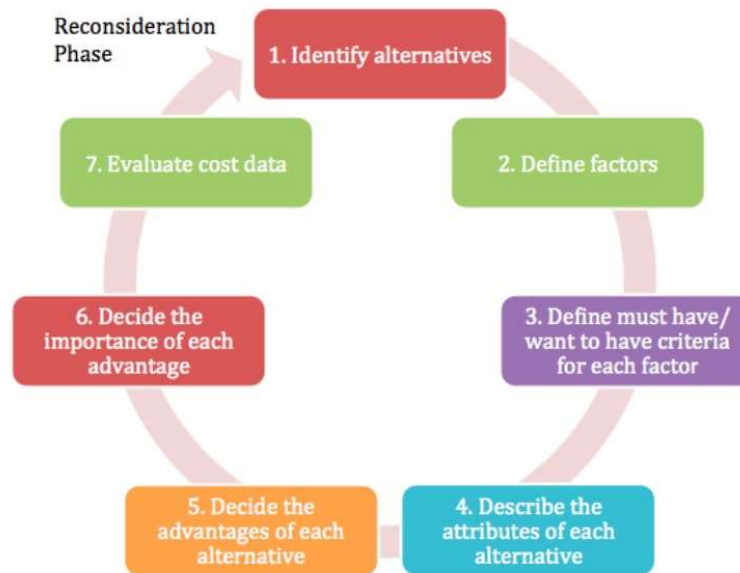 Reconsideration
Phase
1. Identify alternatives
2. Define factors
3. Define must have/
want to have criteria
for each factor
4. Describe the
attributes of each
alternative
5. Decide the
advantages of each
alternative
6. Decide the
importance of each
advantage
7. Evaluate cost data